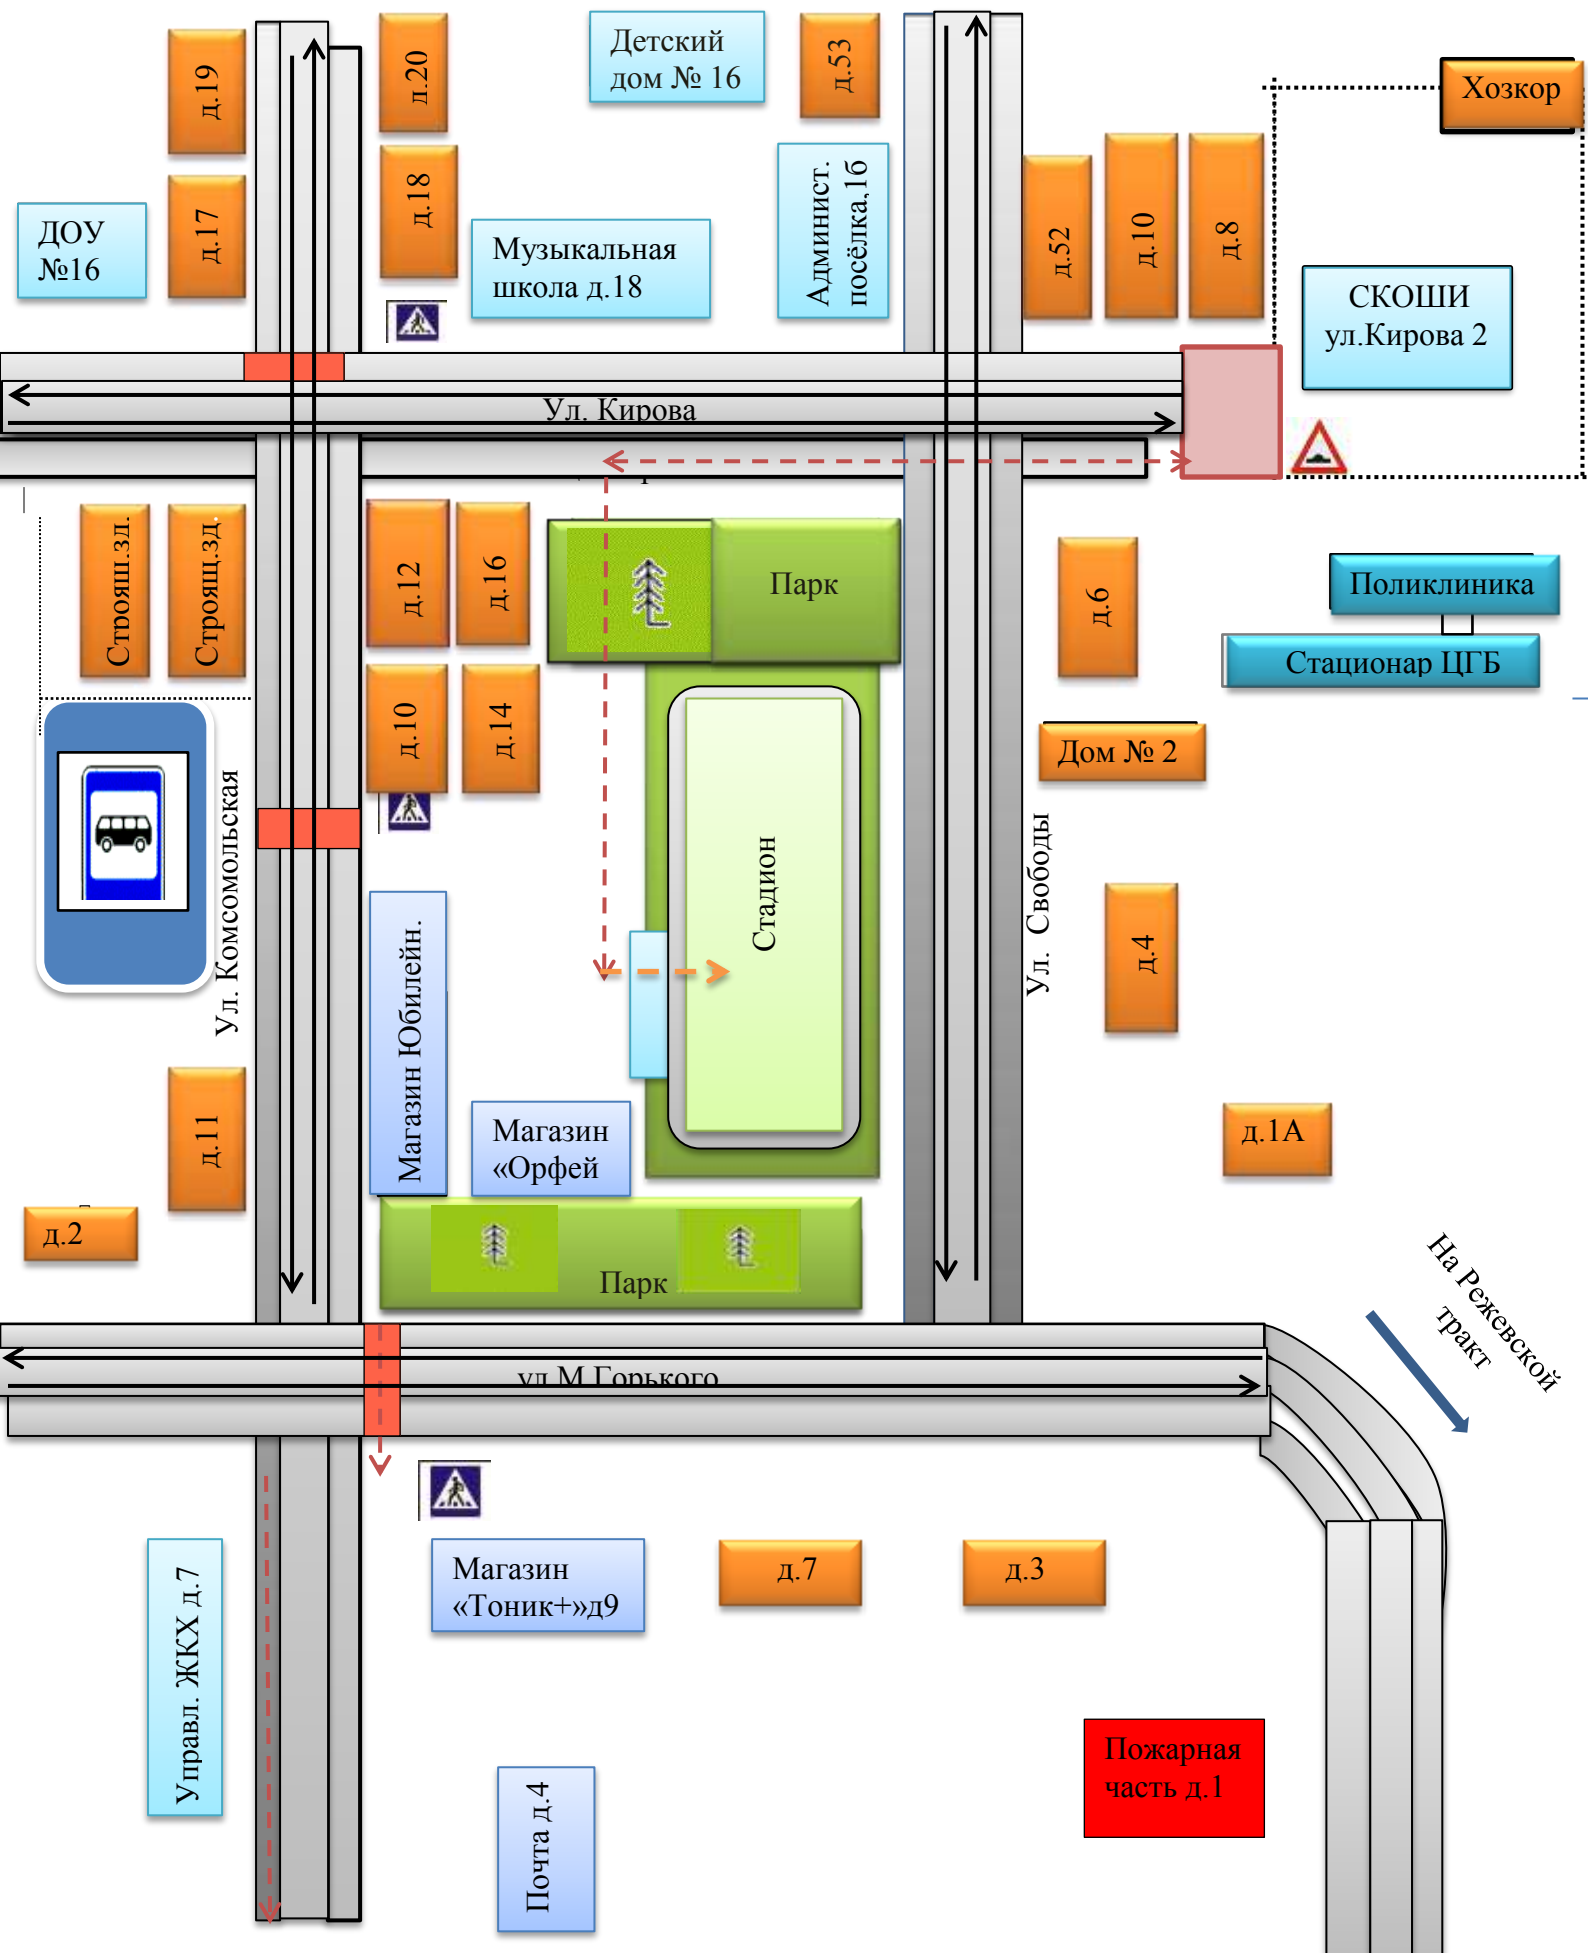 д.19
д.20
Детский
дом № 16
д.53
Хозкор
д.17
д.18
ДОУ
№16
Музыкальная
школа д.18
Админист.
посёлка,1б
д.52
д.10
д.8
СКОШИ
ул.Кирова 2
Ул. Кирова
Строящ.зд.
Строящ.зд.
д.12
д.16
Парк
д.6
Поликлиника
Стационар ЦГБ
д.10
д.14
Дом № 2
Ул. Комсомольская
Стадион
Ул. Свободы
Магазин Юбилейн.
д.4
д.11
Магазин
«Орфей
д.1А
д.2
Парк
На Режевской
тракт
ул.М.Горького
Управл. ЖКХ д.7
Магазин
«Тоник+»д9
д.7
д.3
Почта д.4
Пожарная
часть д.1